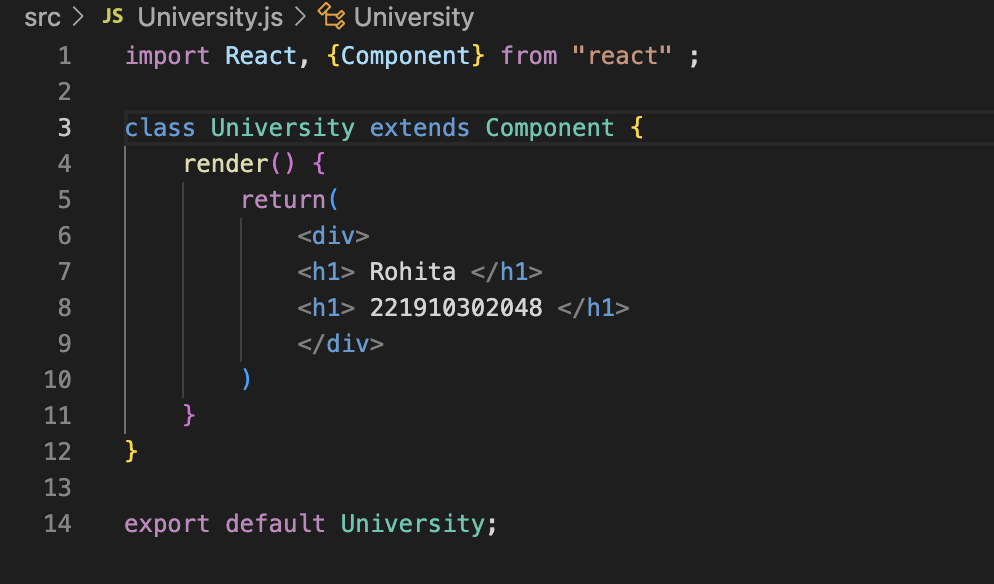 src > JS University.js > University
1 import React, {Component} from "react" ;
2
3 class University extends Component {
4     render() {
5         return(
6             <div>
7             <h1> Rohita </h1>
8             <h1> 221910302048 </h1>
9             </div>
10         )
11     }
12 }
13
14 export default University;